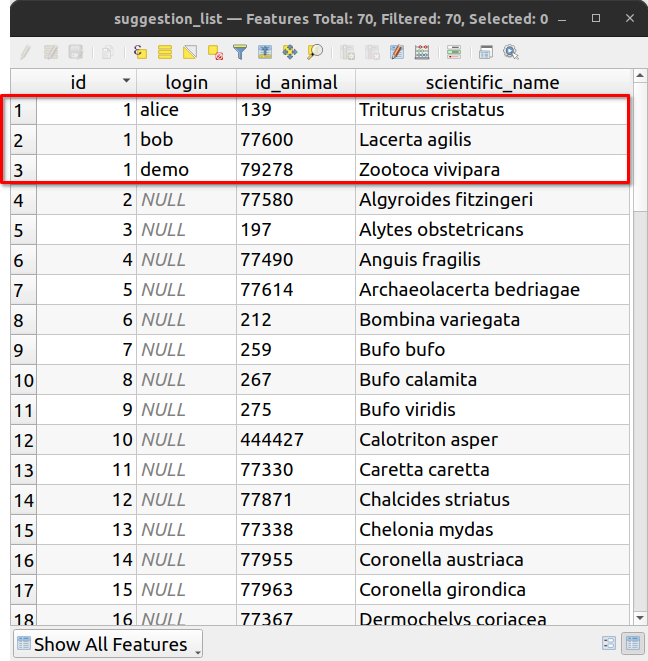 suggestion_list — Features Total: 70, Filtered: 70, Selected: 0
id login id_animal scientific_name
1 1 alice 139 Triturus cristatus
2 1 bob 77600 Lacerta agilis
3 1 demo 79278 Zootoca vivipara
4 2 NULL 77580 Algyroides fitzingeri
5 3 NULL 197 Alytes obstetricans
6 4 NULL 77490 Anguis fragilis
7 5 NULL 77614 Archaeolacerta bedriagae
8 6 NULL 212 Bombina variegata
9 7 NULL 259 Bufo bufo
10 8 NULL 267 Bufo calamita
11 9 NULL 275 Bufo viridis
12 10 NULL 444427 Calotriton asper
13 11 NULL 77330 Caretta caretta
14 12 NULL 77871 Chalcides striatus
15 13 NULL 77338 Chelonia mydas
16 14 NULL 77955 Coronella austriaca
17 15 NULL 77963 Coronella girondica
18 16 NULL 77367 Dermochelys coriacea
Show All Features